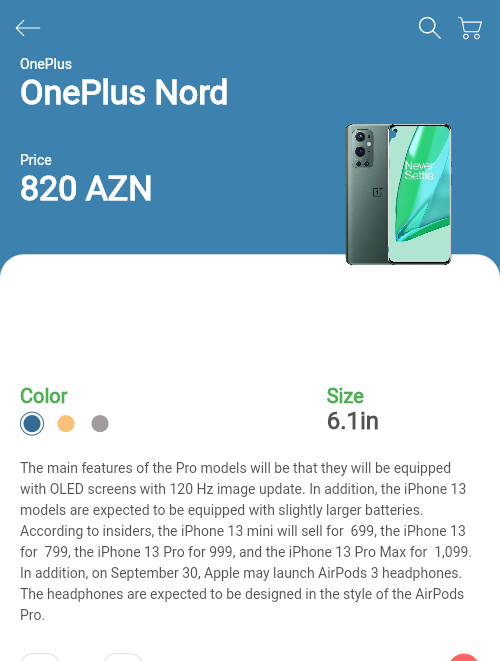 OnePlus
OnePlus Nord
Price
820 AZN
Never
Settle
Color
Size
6.1in
The main features of the Pro models will be that they will be equipped
with OLED screens with 120 Hz image update. In addition, the iPhone 13
models are expected to be equipped with slightly larger batteries.
According to insiders, the iPhone 13 mini will sell for  699, the iPhone 13
for  799, the iPhone 13 Pro for 999, and the iPhone 13 Pro Max for  1,099.
In addition, on September 30, Apple may launch AirPods 3 headphones.
The headphones are expected to be designed in the style of the AirPods
Pro.